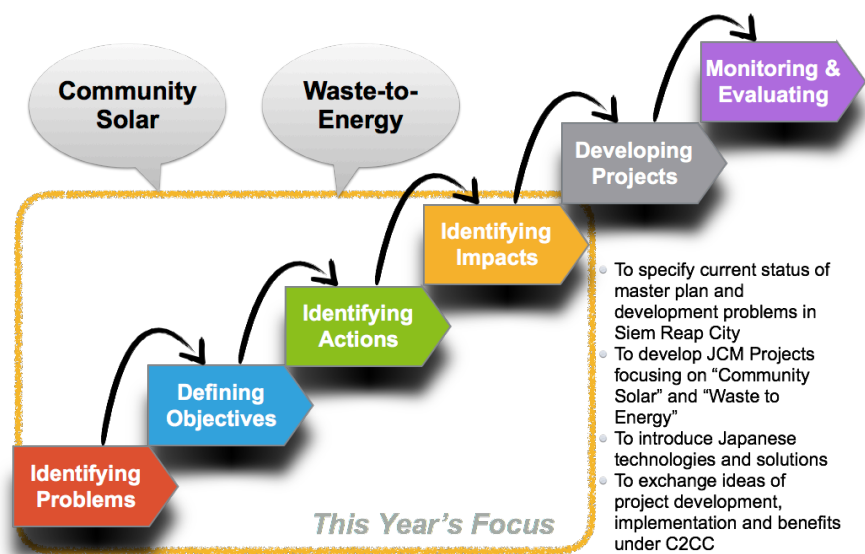 Community
Solar
Waste-to-
Energy
Monitoring &
Evaluating
Developing
Projects
Identifying
Impacts
Identifying
Actions
Defining
Objectives
Identifying
Problems
This Year's Focus
To specify current status of
master plan and
development problems in
Siem Reap City
To develop JCM Projects
focusing on “Community
Solar” and “Waste to
Energy”
To introduce Japanese
technologies and solutions
To exchange ideas of
project development,
implementation and benefits
under C2CC